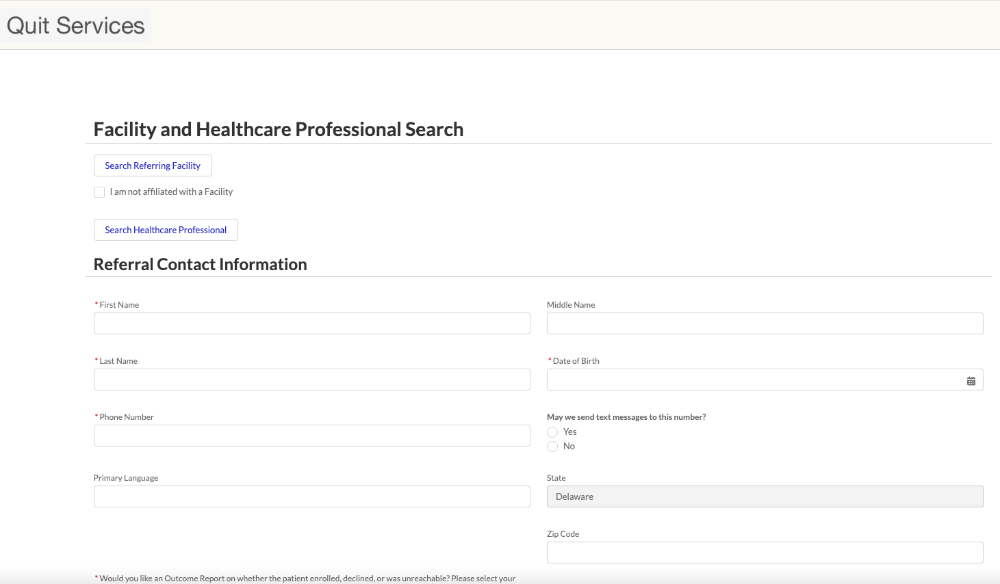 Quit Services
Facility and Healthcare Professional Search
Search Referring Facility
I am not affiliated with a Facility
Search Healthcare Professional
Referral Contact Information
* First Name
Middle Name
* Last Name
* Date of Birth
* Phone Number
May we send text messages to this number?
Yes
No
Primary Language
State
Delaware
Zip Code
* Would you like an Outcome Report on whether the patient enrolled, declined, or was unreachable? Please select your